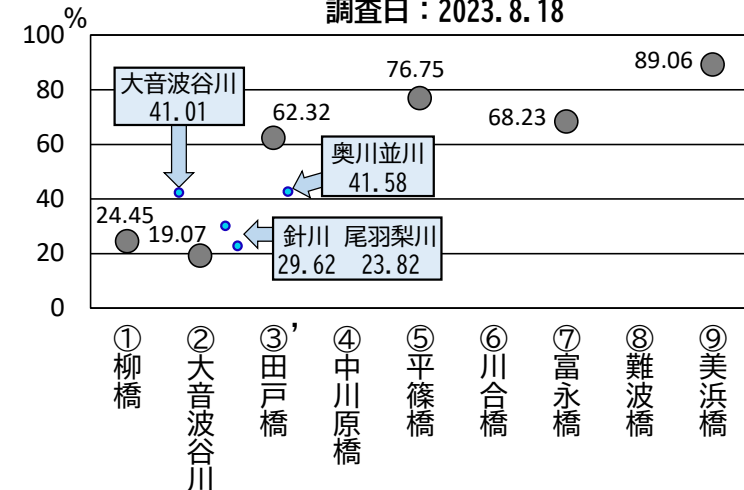 調査日：2023.8.18
%
100
80
60
40
20
0
大音波谷川
41.01
62.32
76.75
68.23
89.06
奥川並川
41.58
24.45
19.07
針川 尾羽梨川
29.62 23.82
①柳橋
②大音波谷川
③’田戸橋
④中川原橋
⑤平篠橋
⑥川合橋
⑦富永橋
⑧難波橋
⑨美浜橋